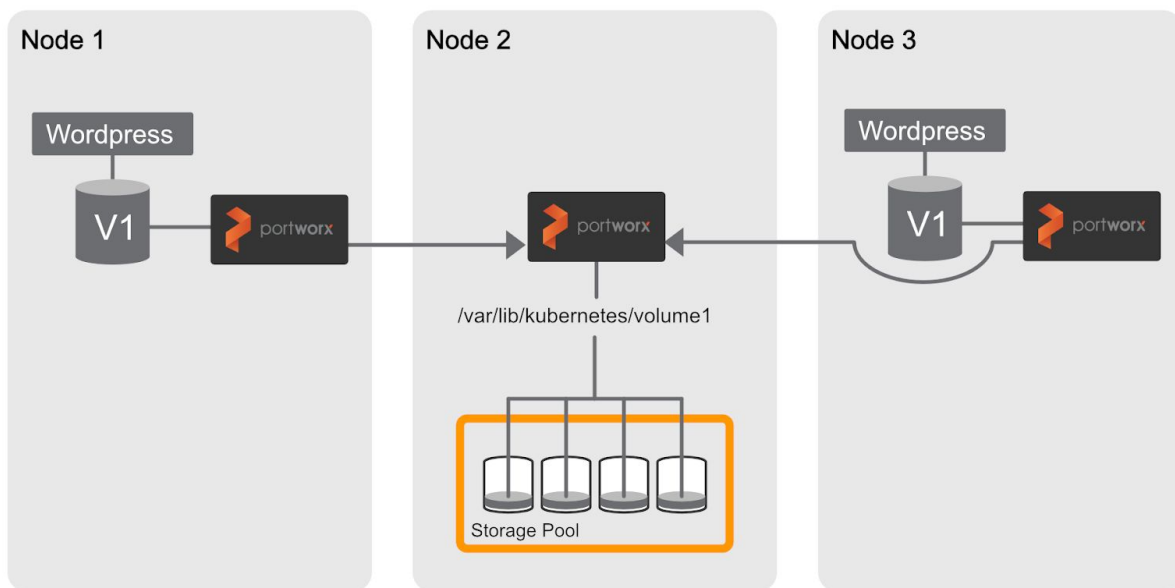 Node 1
Wordpress
V1
portworx
Node 2
portworx
/var/lib/kubernetes/volume1
Storage Pool
Node 3
Wordpress
V1
portworx